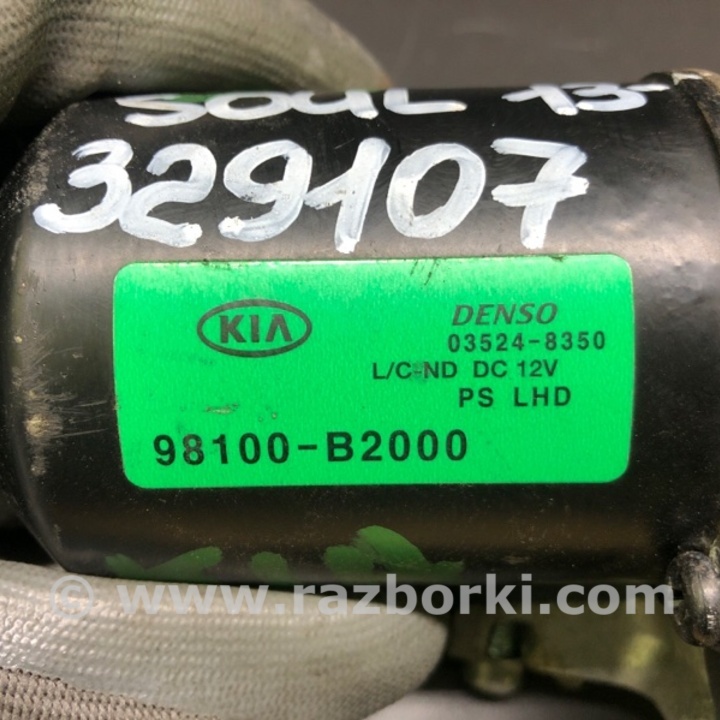 SOUL 13-
329107
KIA
DENSO
03524-8350
L/C-ND DC 12V
PS LHD
98100-B2000
© www.razborki.com